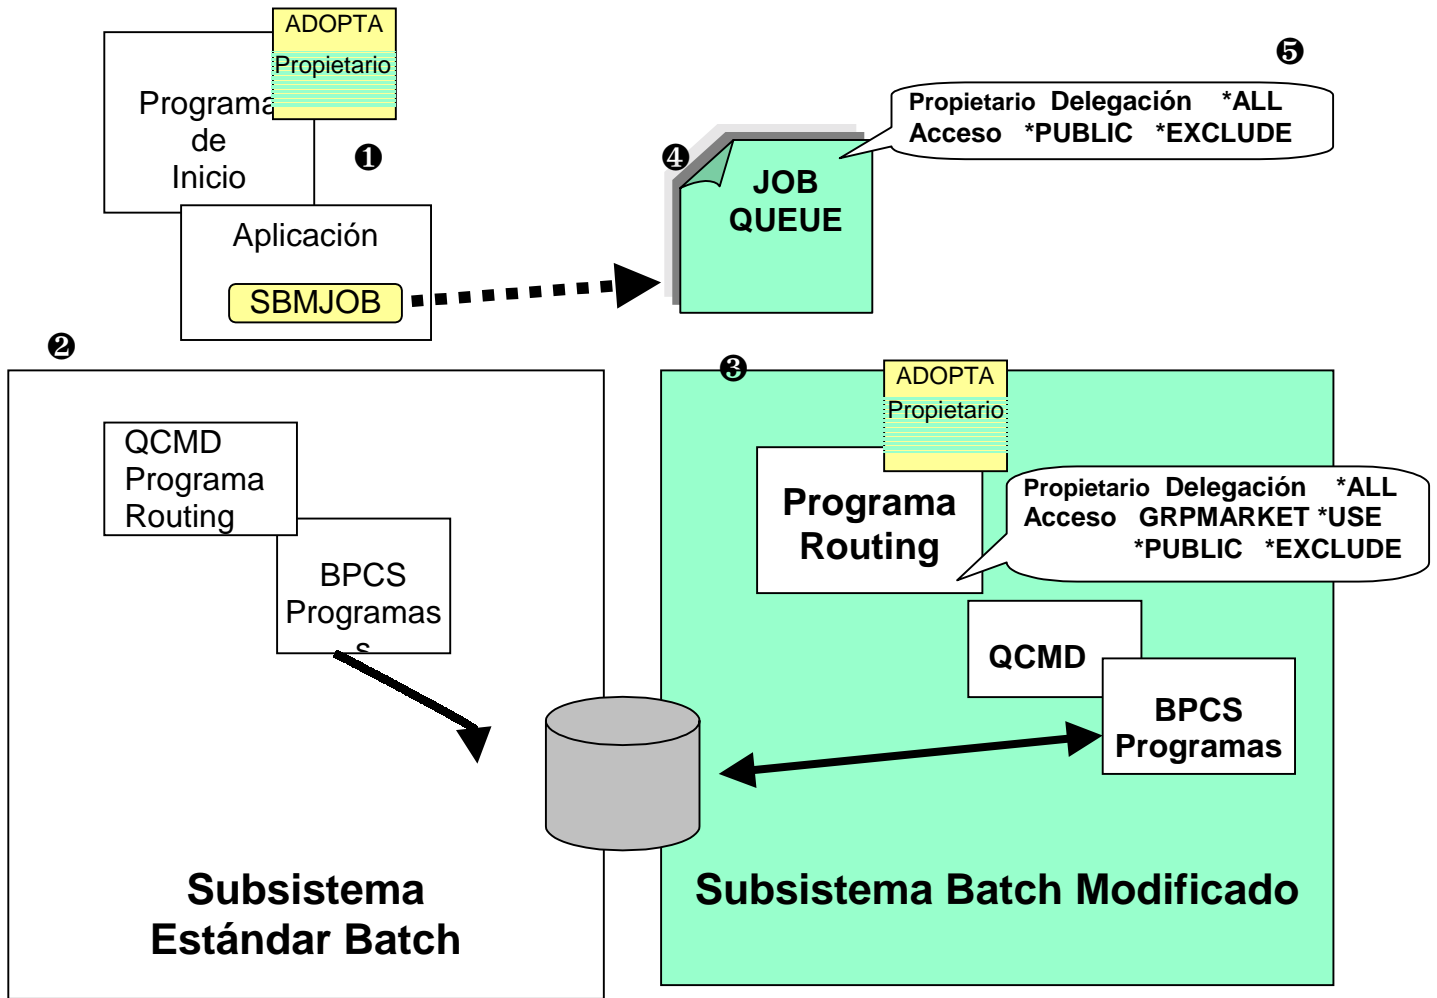 ADOPTA
Propietario
Programa
de
Inicio
❶
Aplicación
SBMJOB
❹
JOB
QUEUE
❺
Propietario Delegación *ALL
Acceso *PUBLIC *EXCLUDE
❷
QCMD
Programa
Routing
BPCS
Programas
s
Subsistema
Estándar Batch
❸
ADOPTA
Propietario
Programa
Routing
Propietario Delegación *ALL
Acceso GRPMARKET *USE
*PUBLIC *EXCLUDE
QCMD
BPCS
Programas
Subsistema Batch Modificado